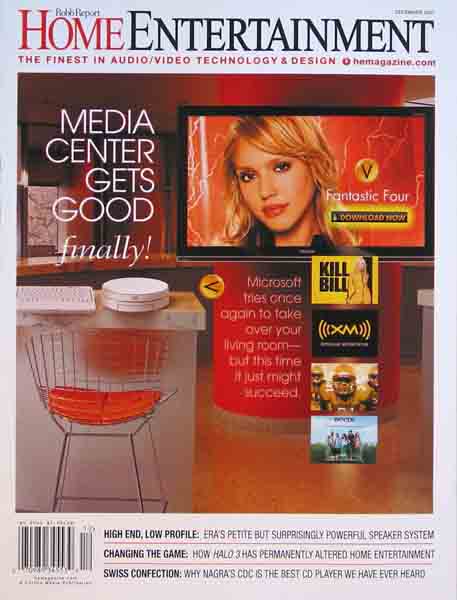 Robb Report
DECEMBER 2007
HOME ENTERTAINMENT
THE FINEST IN AUDIO/VIDEO TECHNOLOGY & DESIGN hemagazine.com
MEDIA
CENTER
GETS
GOOD
finally!
Fantastic Four
DOWNLOAD NOW
Microsoft
tries once
again to take
over your
living room—
but this time
it just might
succeed.
KILL
BILL
XM
HIGH END, LOW PROFILE: ERA'S PETITE BUT SURPRISINGLY POWERFUL SPEAKER SYSTEM
CHANGING THE GAME: HOW HALO 3 HAS PERMANENTLY ALTERED HOME ENTERTAINMENT
SWISS CONFECTION: WHY NAGRA'S CDC IS THE BEST CD PLAYER WE HAVE EVER HEARD
hemagazine.com